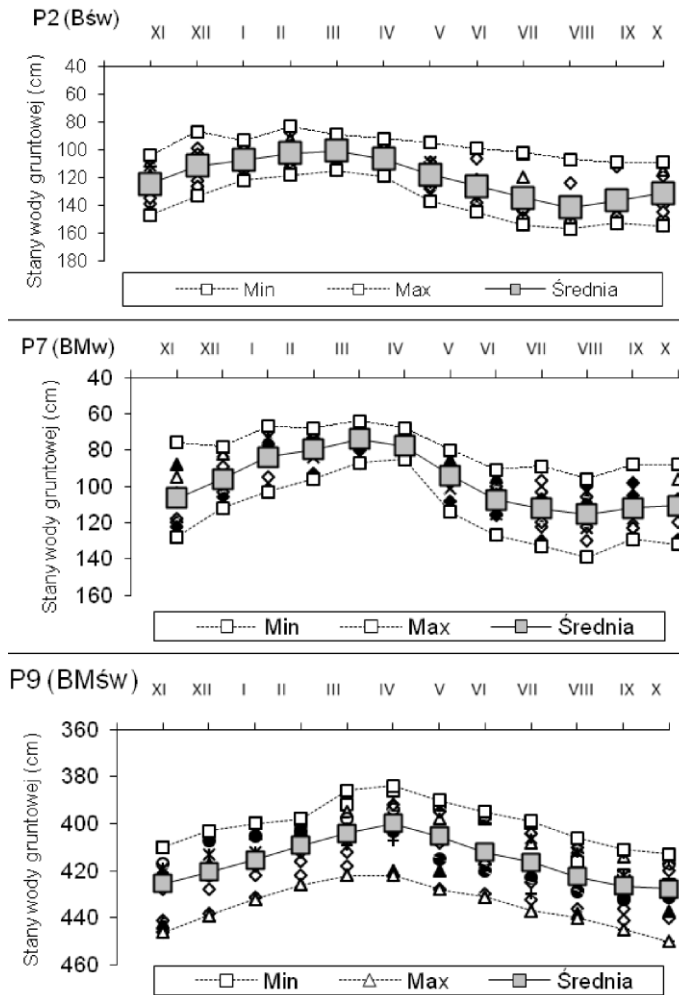 P2 (Bśw)
XI XII I II III IV V VI VII VIII IX X
Stany wody gruntowej (cm)
40
60
80
100
120
140
160
180
Min Max Średnia
P7 (BMw)
XI XII I II III IV V VI VII VIII IX X
Stany wody gruntowej (cm)
40
60
80
100
120
140
160
Min Max Średnia
P9 (BMśw)
XI XII I II III IV V VI VII VIII IX X
Stany wody gruntowej (cm)
360
380
400
420
440
460
Min Max Średnia